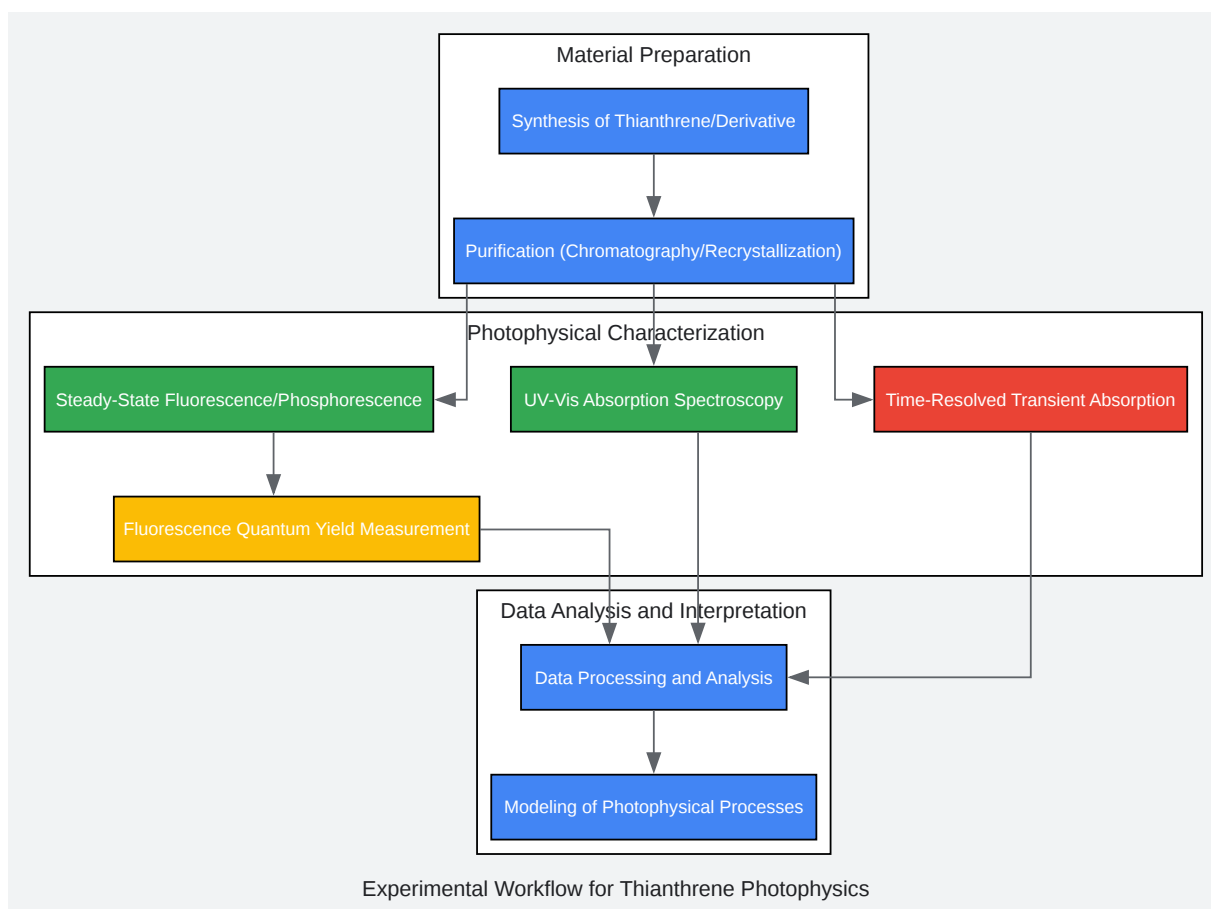 Material Preparation
Synthesis of Thianthrene/Derivative
Purification (Chromatography/Recrystallization)
Photophysical Characterization
Steady-State Fluorescence/Phosphorescence
UV-Vis Absorption Spectroscopy
Time-Resolved Transient Absorption
Fluorescence Quantum Yield Measurement
Data Analysis and Interpretation
Data Processing and Analysis
Modeling of Photophysical Processes
Experimental Workflow for Thianthrene Photophysics